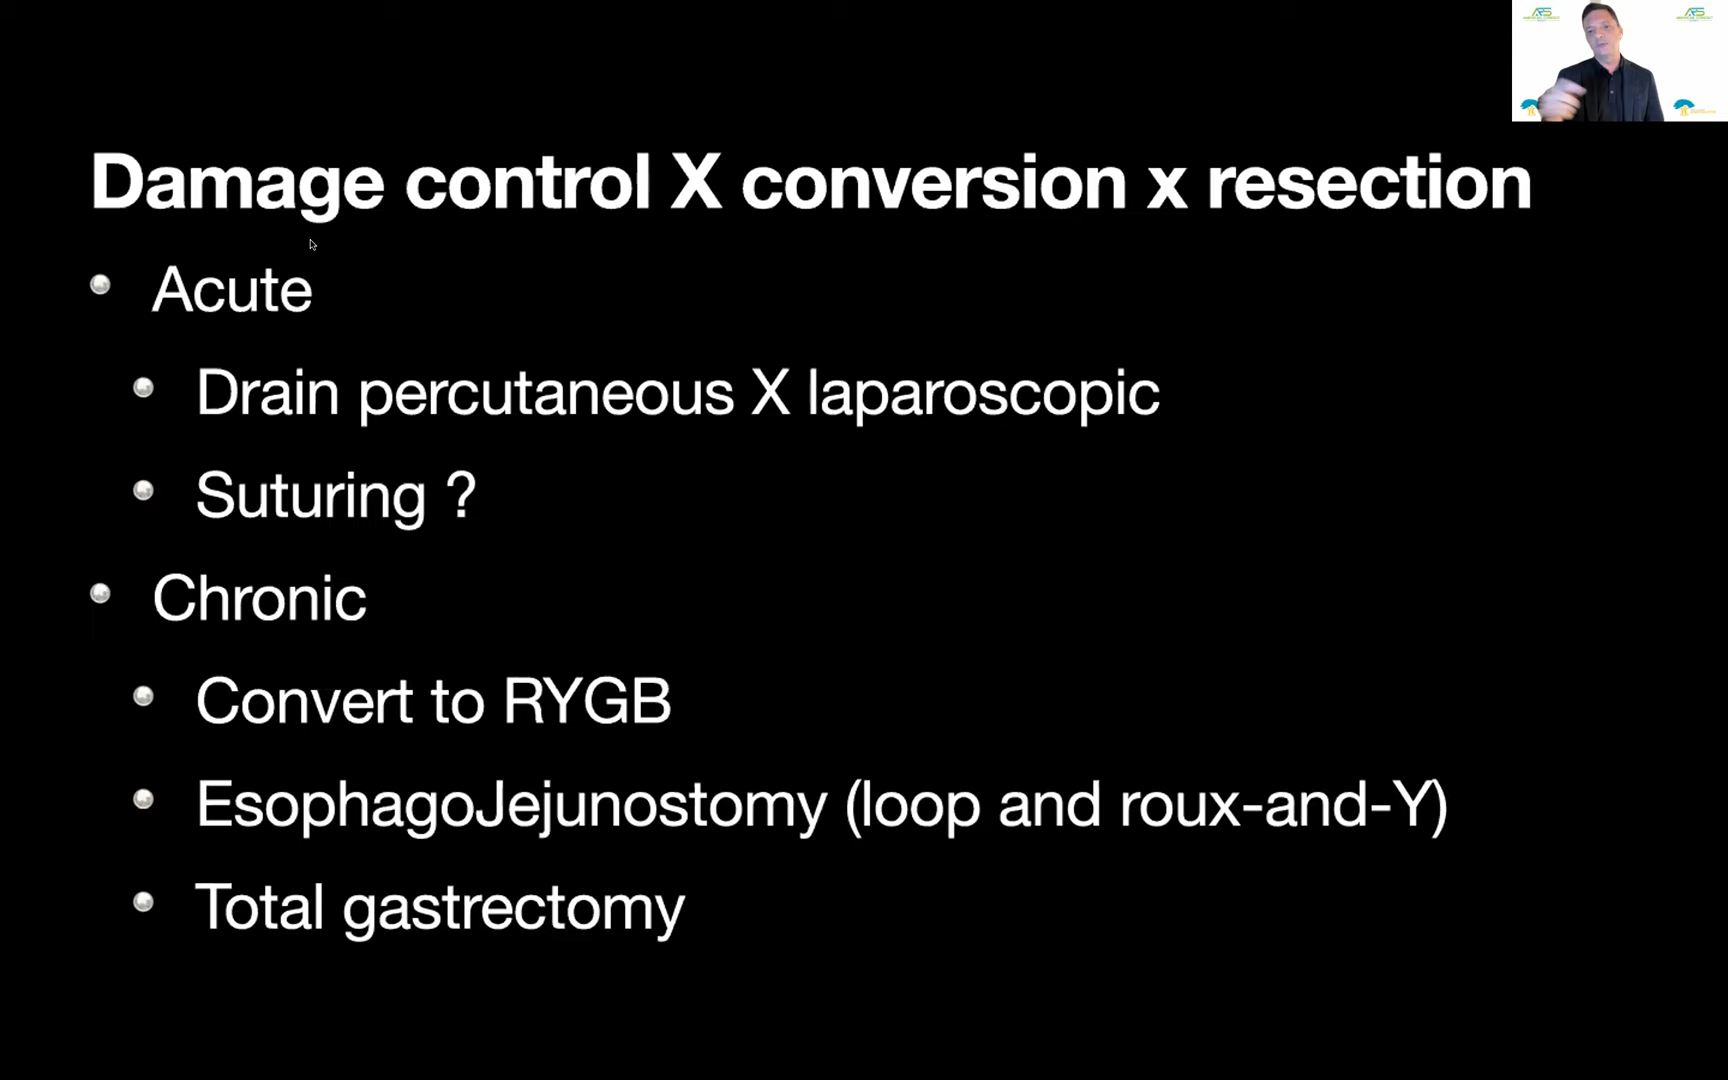 Damage control X conversion x resection
Acute
Drain percutaneous X laparoscopic
Suturing ?
Chronic
Convert to RYGB
EsophagoJejunostomy (loop and roux-and-Y)
Total gastrectomy